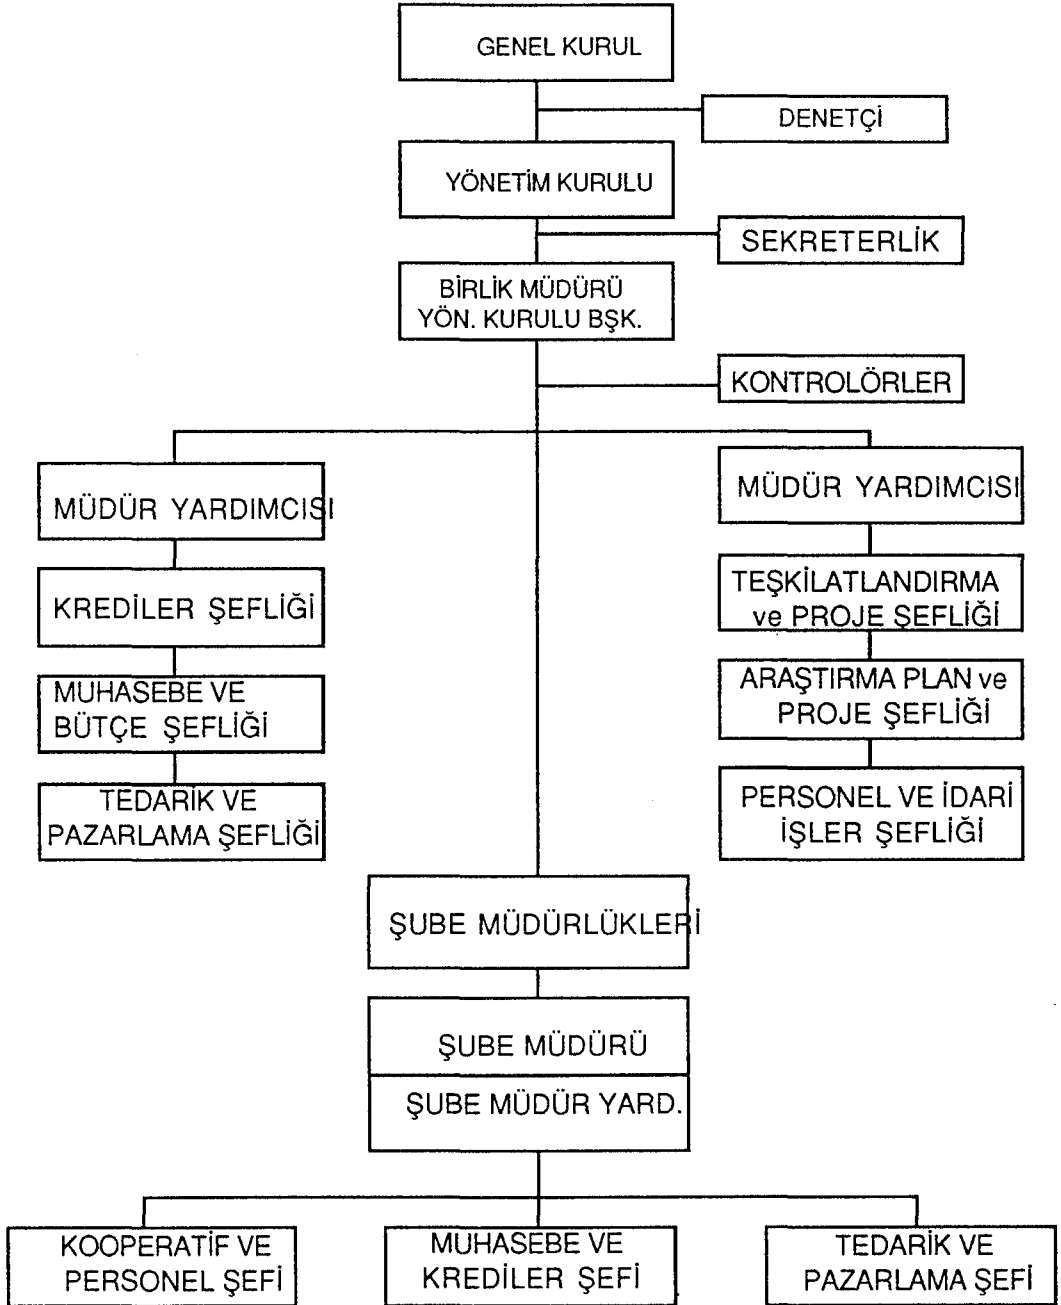 GENEL KURUL
DENETÇİ
YÖNETİM KURULU
SEKRETERLİK
BİRLİK MÜDÜRÜ
YÖN. KURULU BŞK.
KONTROLÖRLER
MÜDÜR YARDIMCISI
KREDİLER ŞEFLİĞİ
MUHASEBE VE
BÜTÇE ŞEFLİĞİ
TEDARİK VE
PAZARLAMA ŞEFLİĞİ
MÜDÜR YARDIMCISI
TEŞKİLATLANDIRMA
ve PROJE ŞEFLİĞİ
ARAŞTIRMA PLAN ve
PROJE ŞEFLİĞİ
PERSONEL VE İDARİ
İŞLER ŞEFLİĞİ
ŞUBE MÜDÜRLÜKLERİ
ŞUBE MÜDÜRÜ
ŞUBE MÜDÜR YARD.
KOOPERATİF VE
PERSONEL ŞEFİ
MUHASEBE VE
KREDİLER ŞEFİ
TEDARİK VE
PAZARLAMA ŞEFİ